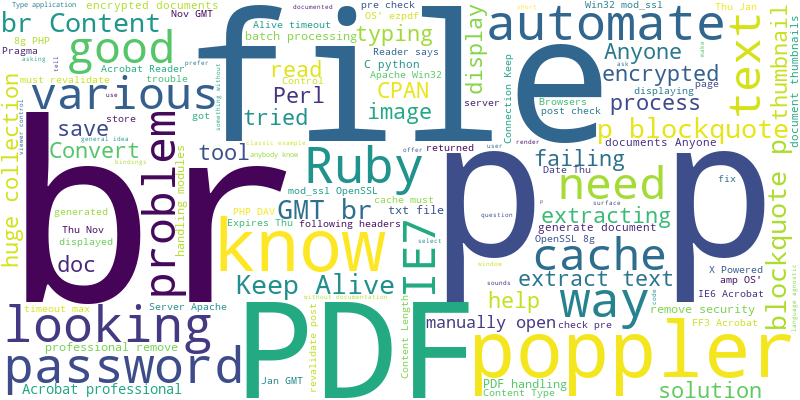 Type application
encrypted documents
Nov GMT
br Content
8g PHP
Pragma
good
Acrobat Reader
must revalidate
trouble
various
file
Alive timeout
documented
pre check
OS' ezpdf
batch processing
typing
Reader says
C python
Apache Win32
automate
Win32 mod_ssl
Thu Jan
Anyone
encrypted
displaying
page
process
text
thumbnail
document thumbnails
display
Connection Keep
Browsers
post check
p blockquote
documents Anyone
read
Control
Perl
CPAN
image
tried
server
asking
tell
prefer
something without
make
ask
short
use
store
got
save
general idea
viewer control
bindings
huge collection
Convert
doc
generated
Thu Nov
displayed
problem
handling modules
tool
classic example
anybody know
Ruby
offer
returned
user
render
failing
Date Thu
fix
need
extracting
mod_ssl OpenSSL
cache must
GMT br
txt file
PHP DAV
Expires Thu
following headers
select
br
know
p p
IE7
generate document
OpenSSL 8g
surface
question
code
cache
blockquote p
language agnostic
X Powered
amp OS'
IE6 Acrobat
extract text
Keep Alive
without documentation
window
sounds
help
way
remove security
FF3 Acrobat
looking
timeout max
Server Apache
professional remove
password
Acrobat professional
PDF
Jan GMT
revalidate post
Content Length
manually open
check pre
poppler
PDF handling
Content Type
solution